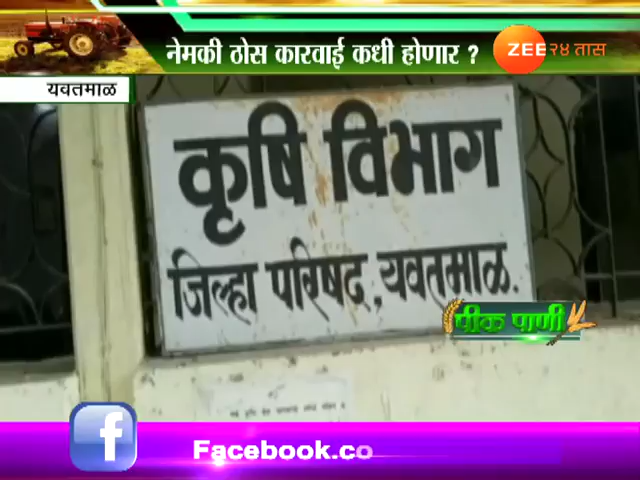 नेमकी ठोस कारवाई कधी होणार ?
ZEE २४ तास
यवतमाळ
कृषि विभाग
जिल्हा परिषद, यवतमाळ.
पीक पाणी
f
Facebook.co